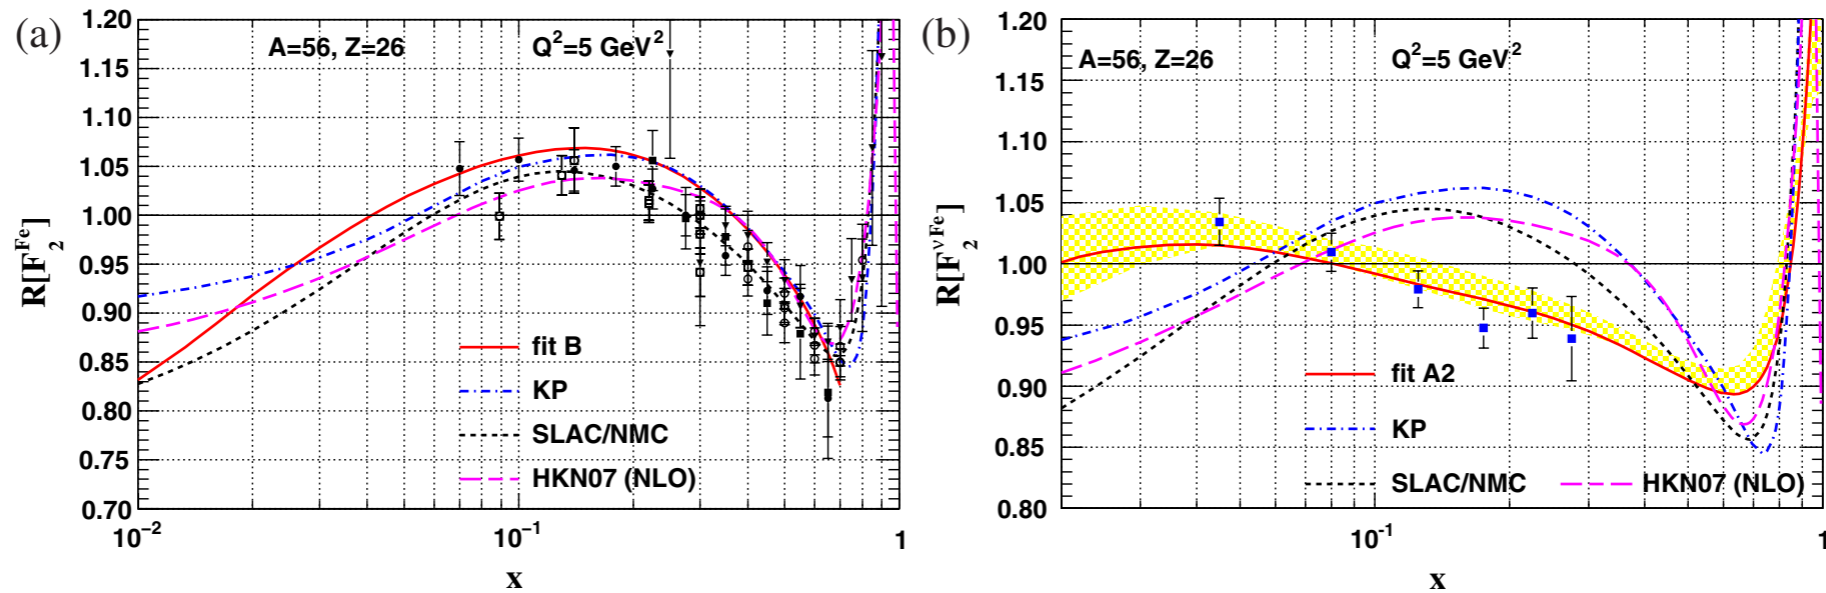 (a)
A=56, Z=26
Q²=5 GeV²
R[F₂^Fe]
1.20
1.15
1.10
1.05
1.00
0.95
0.90
0.85
0.80
0.75
0.70
fit B
KP
SLAC/NMC
HKN07 (NLO)
10⁻²
10⁻¹
1
x
(b)
A=56, Z=26
Q²=5 GeV²
R[F₂^νFe]
1.20
1.15
1.10
1.05
1.00
0.95
0.90
0.85
0.80
fit A2
KP
SLAC/NMC
HKN07 (NLO)
10⁻¹
1
x